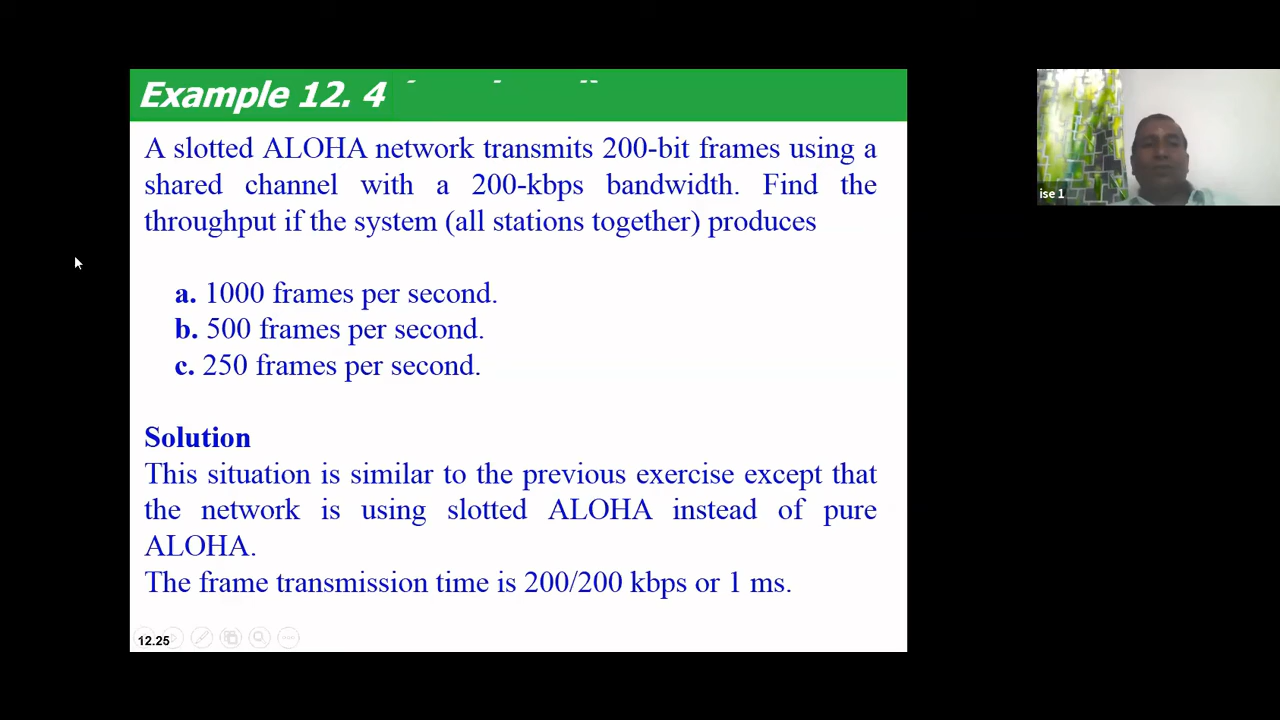 Example 12. 4
A slotted ALOHA network transmits 200-bit frames using a
shared channel with a 200-kbps bandwidth. Find the
throughput if the system (all stations together) produces
a. 1000 frames per second.
b. 500 frames per second.
c. 250 frames per second.
Solution
This situation is similar to the previous exercise except that
the network is using slotted ALOHA instead of pure
ALOHA.
The frame transmission time is 200/200 kbps or 1 ms.
12.25
ise 1